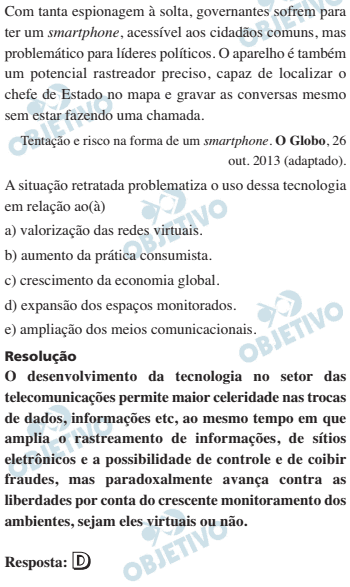 Com tanta espionagem à solta, governantes sofrem para
ter um smartphone, acessível aos cidadãos comuns, mas
problemático para líderes políticos. O aparelho é também
um potencial rastreador preciso, capaz de localizar o
chefe de Estado no mapa e gravar as conversas mesmo
sem estar fazendo uma chamada.
Tentação e risco na forma de um smartphone. O Globo, 26
out. 2013 (adaptado).
A situação retratada problematiza o uso dessa tecnologia
em relação ao(à)
a) valorização das redes virtuais.
b) aumento da prática consumista.
c) crescimento da economia global.
d) expansão dos espaços monitorados.
e) ampliação dos meios comunicacionais.
Resolução
O desenvolvimento da tecnologia no setor das
telecomunicações permite maior celeridade nas trocas
de dados, informações etc, ao mesmo tempo em que
amplia o rastreamento de informações, de sítios
eletrônicos e a possibilidade de controle e de coibir
fraudes, mas paradoxalmente avança contra as
liberdades por conta do crescente monitoramento dos
ambientes, sejam eles virtuais ou não.
Resposta: D
OBJETIVO
OBJETIVO
OBJETIVO
OBJETIVO
OBJETIVO
OBJETIVO